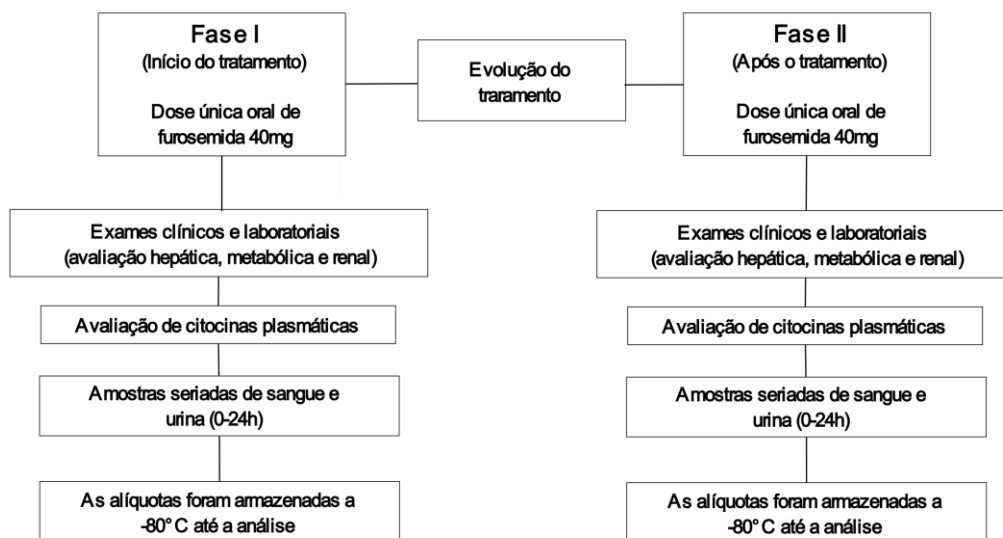 Fase I
(Início do tratamento)
Dose única oral de
furosemida 40mg
Evolução do
traramento
Fase II
(Após o tratamento)
Dose única oral de
furosemida 40mg
Exames clínicos e laboratoriais
(avaliação hepática, metabólica e renal)
Avaliação de citocinas plasmáticas
Amostras seriadas de sangue e
urina (0-24h)
As alíquotas foram armazenadas a
-80° C até a análise
Exames clínicos e laboratoriais
(avaliação hepática, metabólica e renal)
Avaliação de citocinas plasmáticas
Amostras seriadas de sangue e
urina (0-24h)
As alíquotas foram armazenadas a
-80° C até a análise